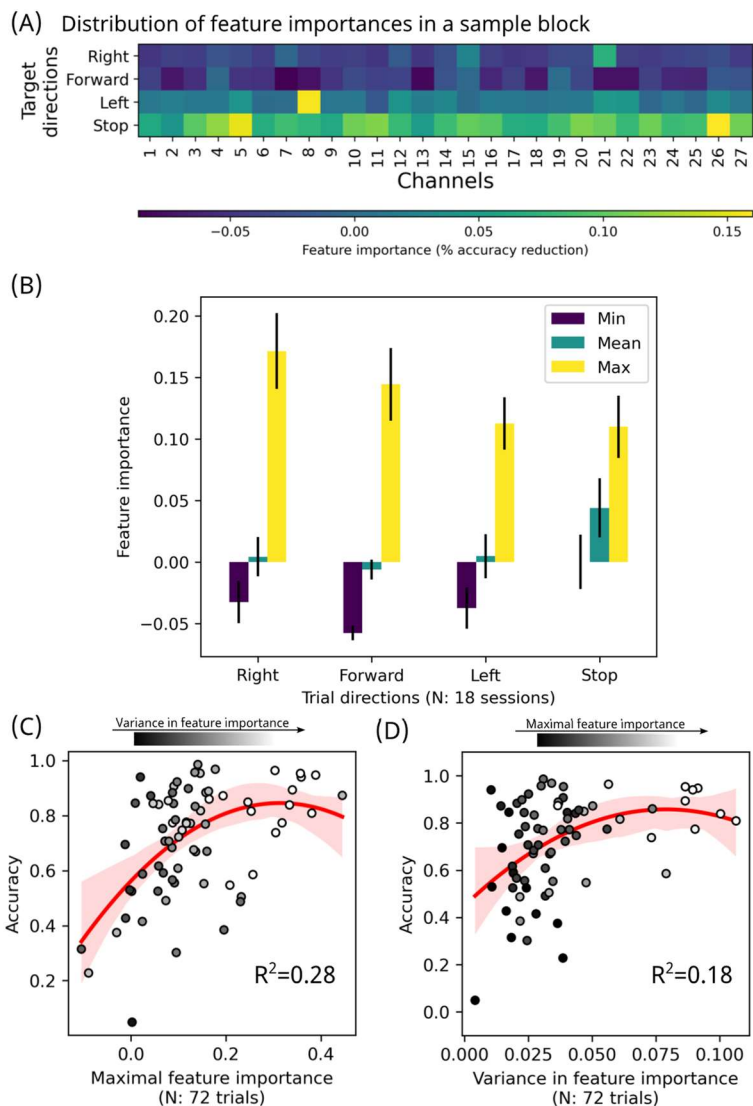 (A) Distribution of feature importances in a sample block
Target
directions
Right
Forward
Left
Stop
1 2 3 4 5 6 7 8 9 10 11 12 13 14 15 16 17 18 19 20 21 22 23 24 25 26 27
Channels
−0.05 0.00 0.05 0.10 0.15
Feature importance (% accuracy reduction)
(B)
Feature importance
0.20
0.15
0.10
0.05
0.00
−0.05
Min
Mean
Max
Right Forward Left Stop
Trial directions (N: 18 sessions)
(C) Variance in feature importance
Accuracy
1.0
0.8
0.6
0.4
0.2
R²=0.28
0.0 0.2 0.4
Maximal feature importance
(N: 72 trials)
(D) Maximal feature importance
Accuracy
1.0
0.8
0.6
0.4
0.2
0.0
R²=0.18
0.000 0.025 0.050 0.075 0.100
Variance in feature importance
(N: 72 trials)